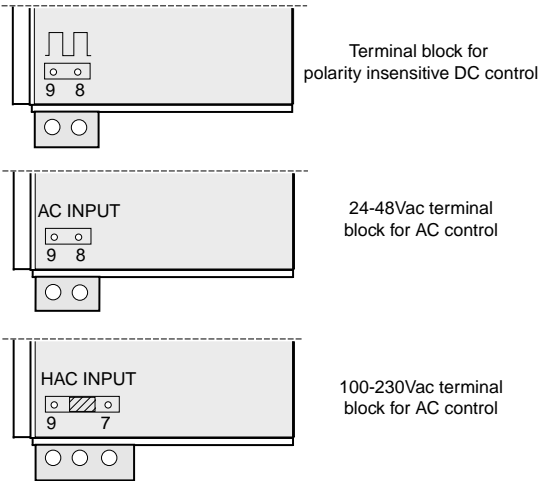 Terminal block for
polarity insensitive DC control
9 8
AC INPUT
24-48Vac terminal
block for AC control
9 8
HAC INPUT
100-230Vac terminal
block for AC control
9 7